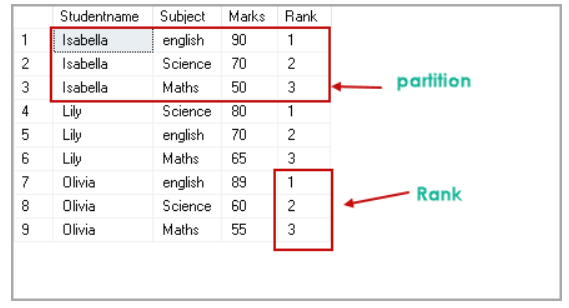 Studentname Subject Marks Rank
1 Isabella english 90 1
2 Isabella Science 70 2
3 Isabella Maths 50 3
partition
4 Lily Science 80 1
5 Lily english 70 2
6 Lily Maths 65 3
7 Olivia english 89 1
Rank
8 Olivia Science 60 2
9 Olivia Maths 55 3